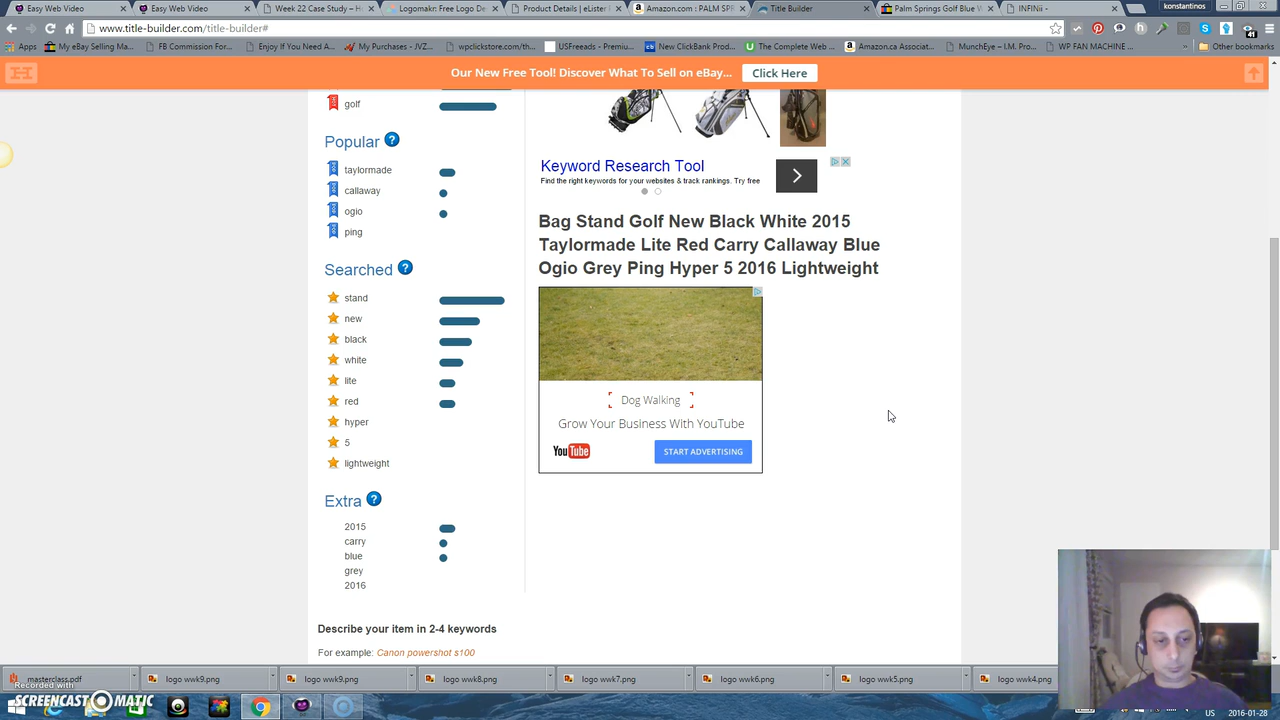 konstantinos
Easy Web Video
Easy Web Video
Week 22 Case Study – H
Logomakr: Free Logo De
Product Details | eLister
Amazon.com : PALM SPR
Title Builder
Palm Springs Golf Blue W
INFINii -
www.title-builder.com/title-builder#
41
Apps
My eBay Selling Ma
FB Commission For
Enjoy If You Need A
My Purchases - JVZ
wpclickstore.com/th
USFreeads - Premiu
New ClickBank Prod
The Complete Web
Amazon.ca Associat
MunchEye – I.M. Pro
WP FAN MACHINE
Other bookmarks
Our New Free Tool! Discover What To Sell on eBay...
Click Here
golf
Popular ?
taylormade
callaway
ogio
ping
Searched ?
stand
new
black
white
lite
red
hyper
5
lightweight
Extra ?
2015
carry
blue
grey
2016
Keyword Research Tool
Find the right keywords for your websites & track rankings. Try free
Bag Stand Golf New Black White 2015
Taylormade Lite Red Carry Callaway Blue
Ogio Grey Ping Hyper 5 2016 Lightweight
Dog Walking
Grow Your Business With YouTube
YouTube
START ADVERTISING
Describe your item in 2-4 keywords
For example: Canon powershot s100
masterclass.pdf
logo wwk9.png
logo wwk9.png
logo wwk8.png
logo wwk7.png
logo wwk6.png
logo wwk5.png
logo wwk4.png
Recorded with
SCREENCAST MATIC
US
2016-01-28